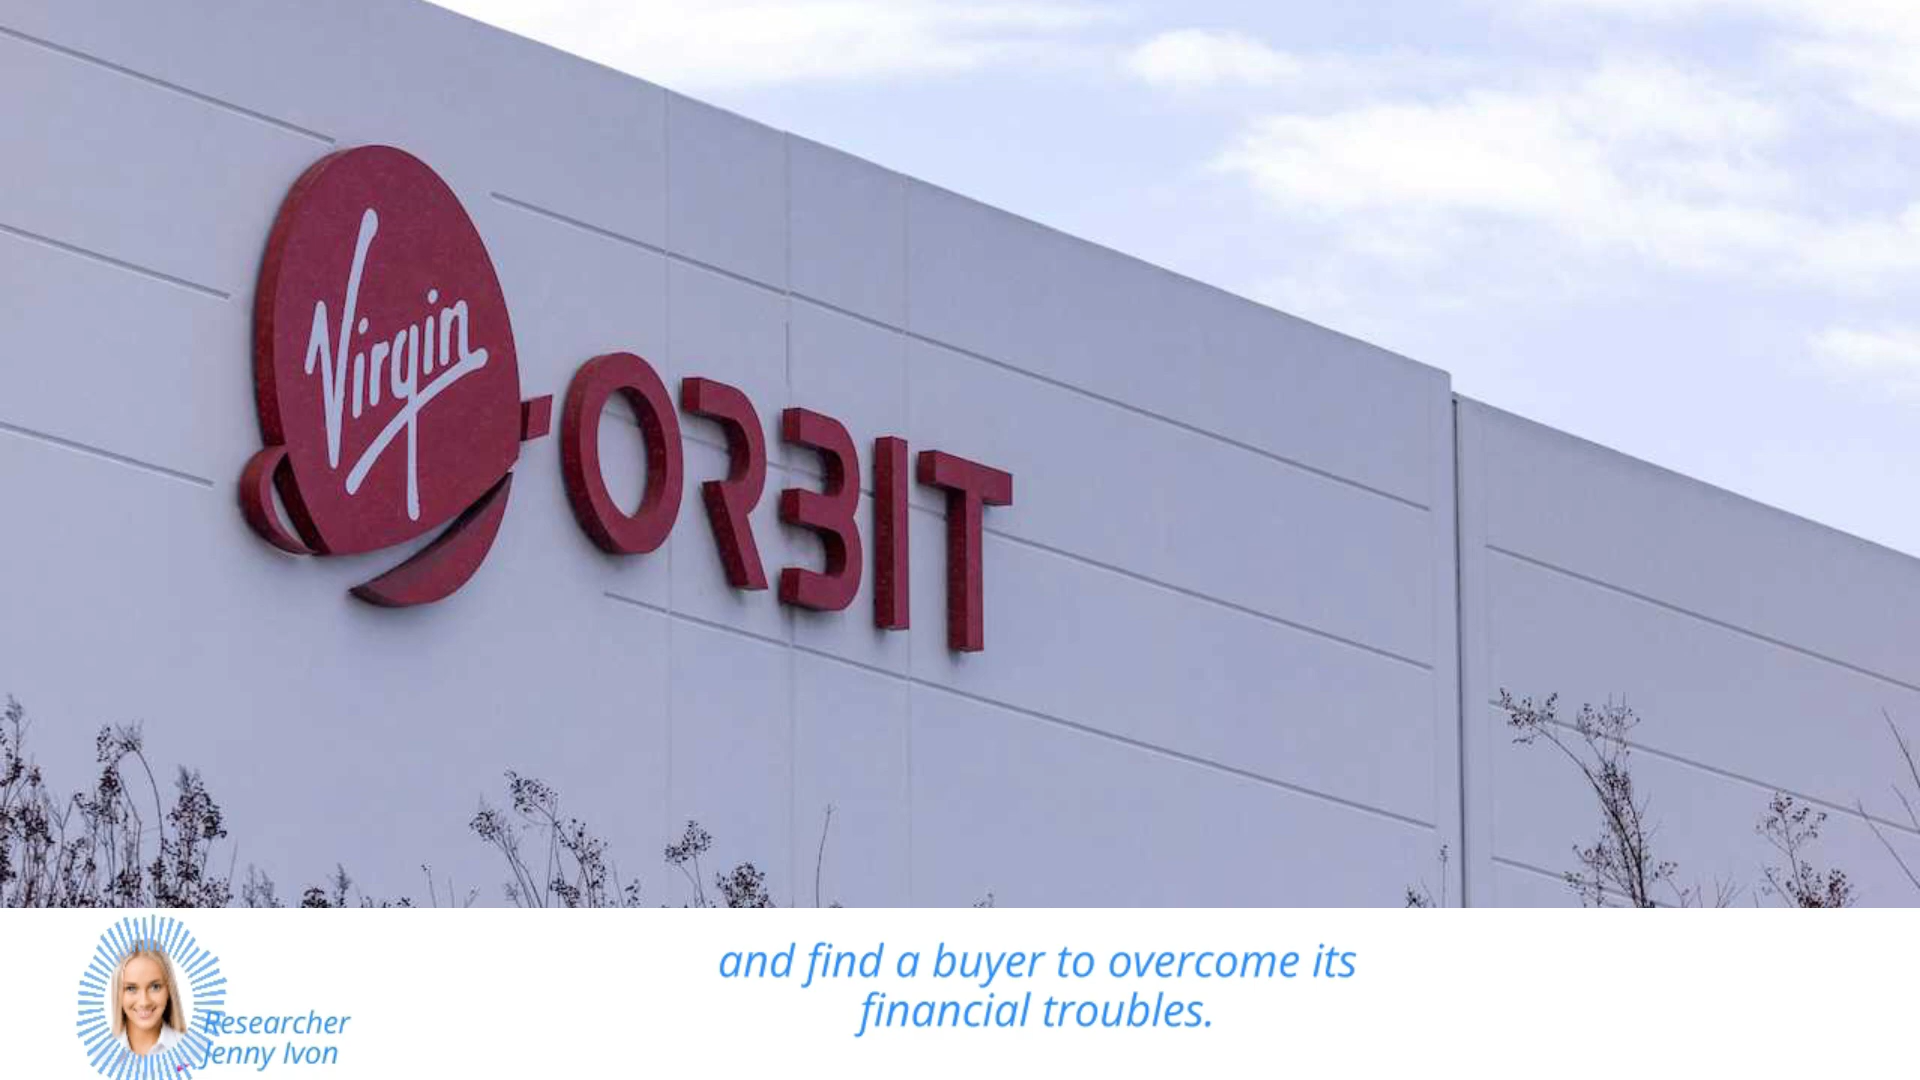 Virgin
ORBIT
and find a buyer to overcome its
financial troubles.
Researcher
Jenny Ivon